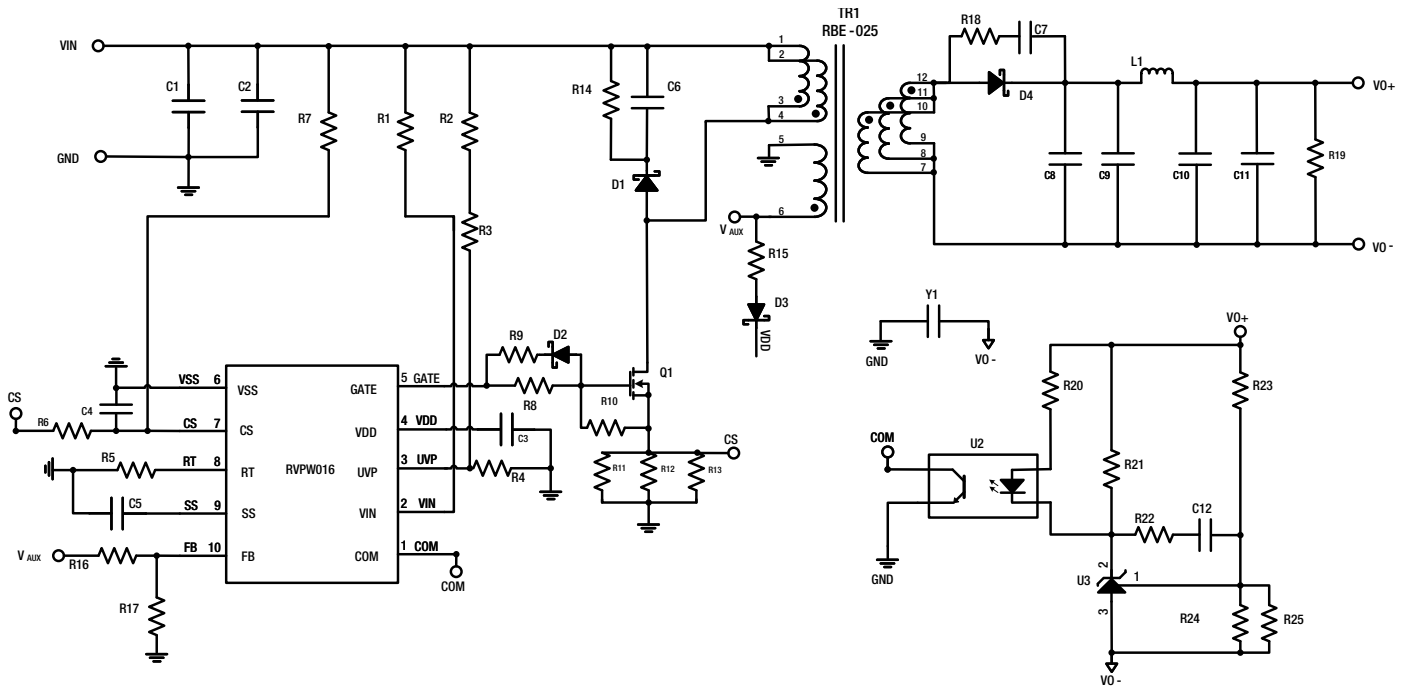 TR1
RBE-025
VIN
C1
C2
GND
R7
R1
R2
R3
R14
C6
D1
1
2
3
4
5
6
V AUX
R15
D3
VDD
12
11
10
9
8
7
R18
C7
D4
L1
C8
C9
C10
C11
R19
VO+
VO -
Y1
GND
VO -
VSS 6
CS
R6
C4
CS 7
RT 8
R5
C5
SS 9
V AUX
R16
FB 10
R17
VSS
CS
RT
SS
FB
RVPW016
GATE
VDD
UVP
VIN
COM
5 GATE
4 VDD
3 UVP
2 VIN
1 COM
COM
R9
D2
R8
R10
C3
R4
Q1
R11
R12
R13
CS
COM
U2
GND
R20
R21
R22
C12
VO+
R23
U3
2
1
3
R24
R25
VO -